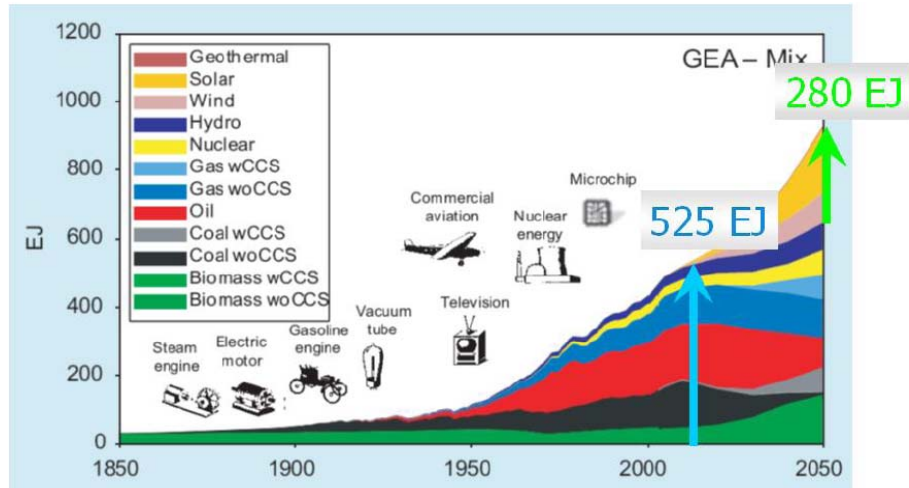 1200
1000
800
600
400
200
0
EJ
Geothermal
Solar
Wind
Hydro
Nuclear
Gas wCCS
Gas woCCS
Oil
Coal wCCS
Coal woCCS
Biomass wCCS
Biomass woCCS
GEA – Mix
280 EJ
525 EJ
Microchip
Commercial
aviation
Nuclear
energy
Television
Vacuum
tube
Gasoline
engine
Electric
motor
Steam
engine
1850
1900
1950
2000
2050